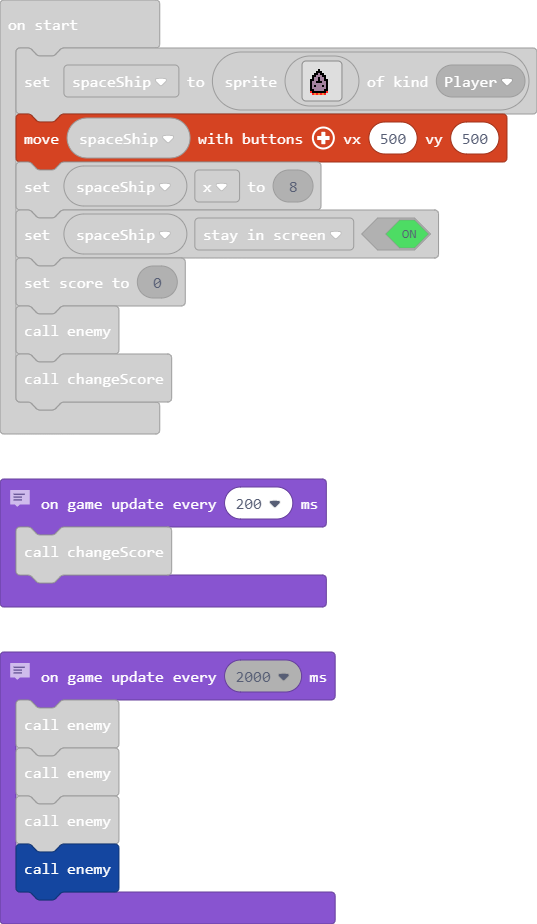 on start
set spaceShip to sprite of kind Player
move spaceShip with buttons vx 500 vy 500
set spaceShip x to 8
set spaceShip stay in screen ON
set score to 0
call enemy
call changeScore
on game update every 200 ms
call changeScore
on game update every 2000 ms
call enemy
call enemy
call enemy
call enemy